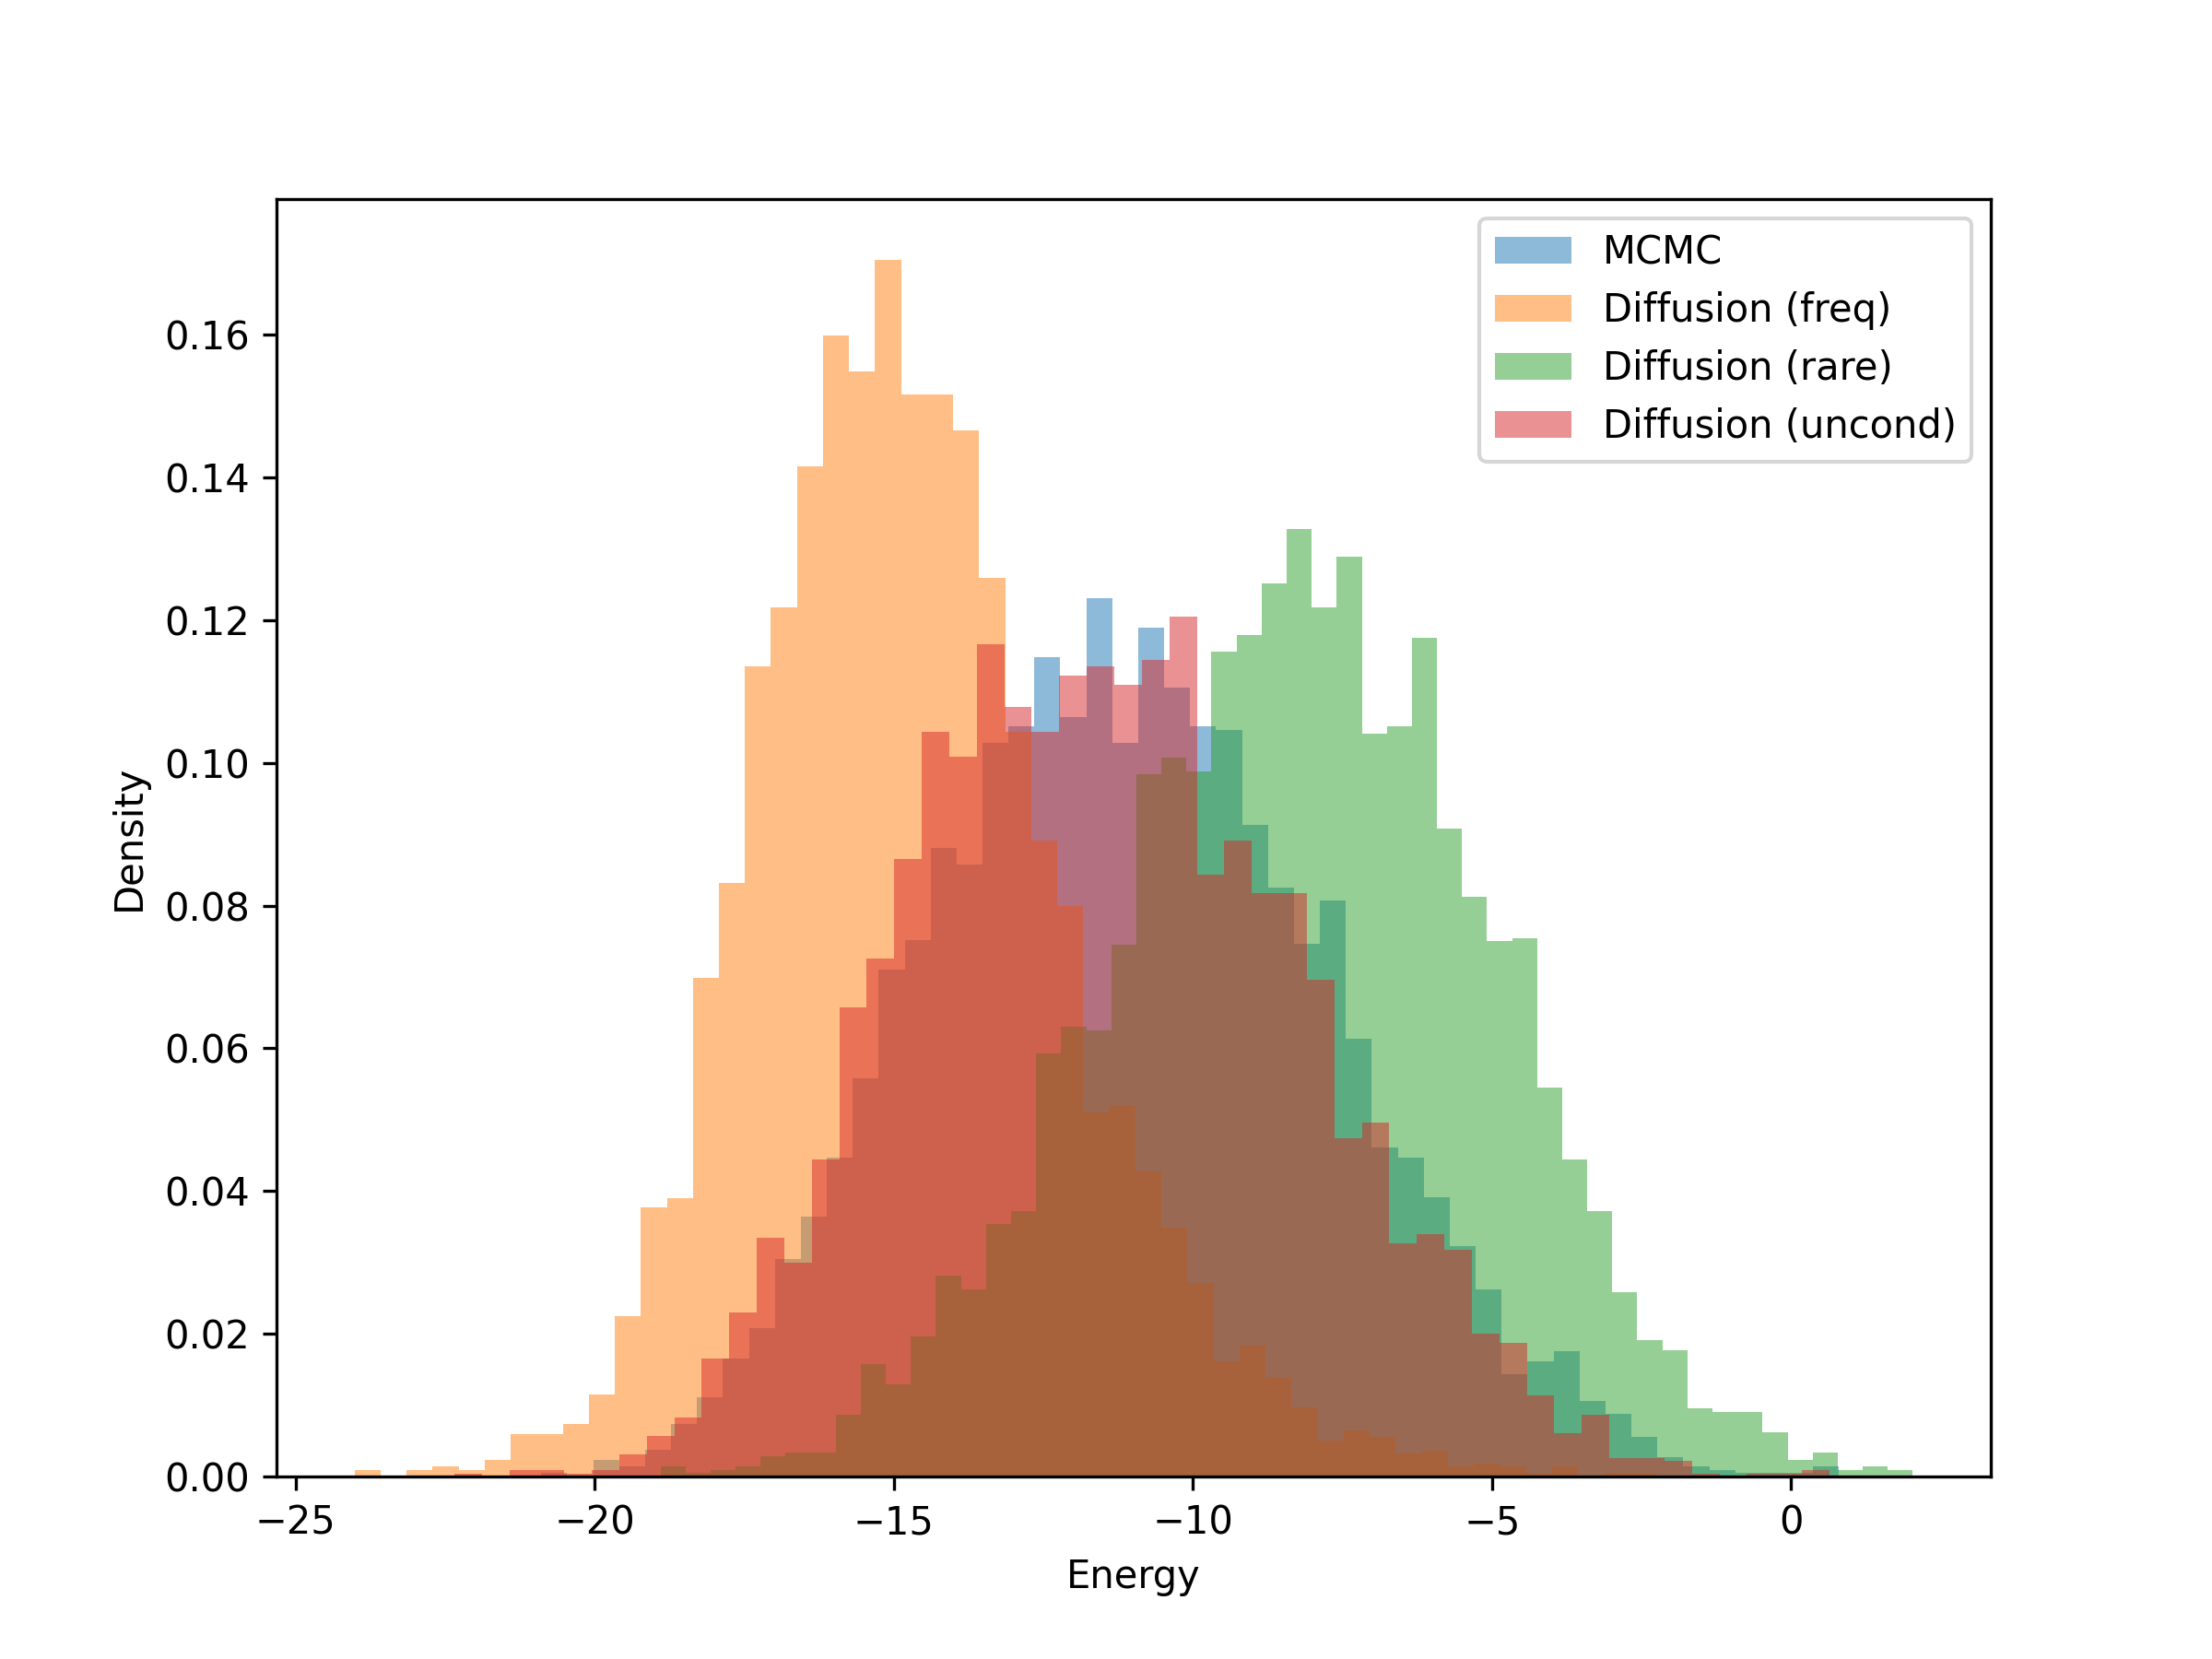 MCMC
Diffusion (freq)
Diffusion (rare)
Diffusion (uncond)
0.16
0.14
0.12
0.10
0.08
0.06
0.04
0.02
0.00
Density
−25 −20 −15 −10 −5 0
Energy